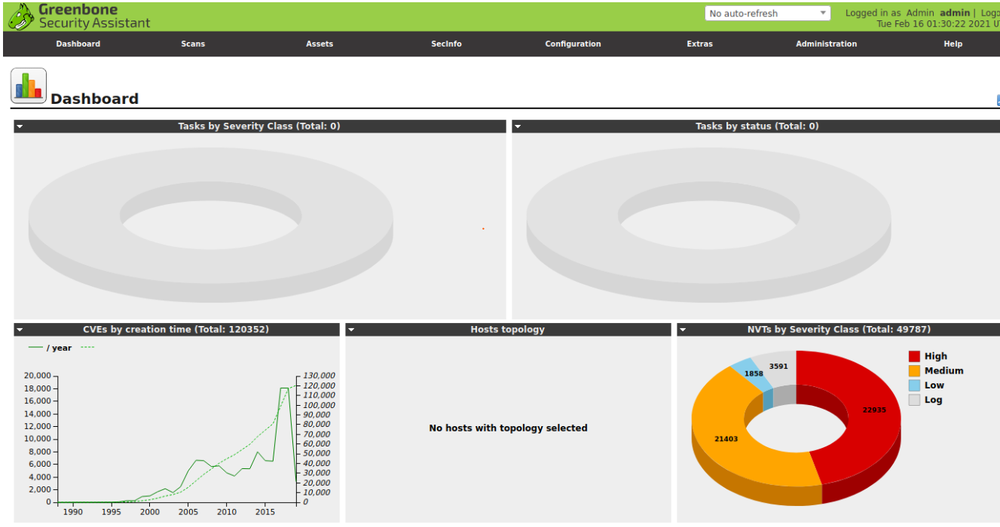 Greenbone
Security Assistant
No auto-refresh
Logged in as Admin admin |
Tue Feb 16 01:30:22 2021
Dashboard Scans Assets SecInfo Configuration Extras Administration Help
Dashboard
Tasks by Severity Class (Total: 0)
Tasks by status (Total: 0)
CVEs by creation time (Total: 120352)
/ year
20,000
18,000
16,000
14,000
12,000
10,000
8,000
6,000
4,000
2,000
0
130,000
120,000
110,000
100,000
90,000
80,000
70,000
60,000
50,000
40,000
30,000
20,000
10,000
0
1990 1995 2000 2005 2010 2015
Hosts topology
No hosts with topology selected
NVTs by Severity Class (Total: 49787)
3591
1858
22935
21403
High
Medium
Low
Log